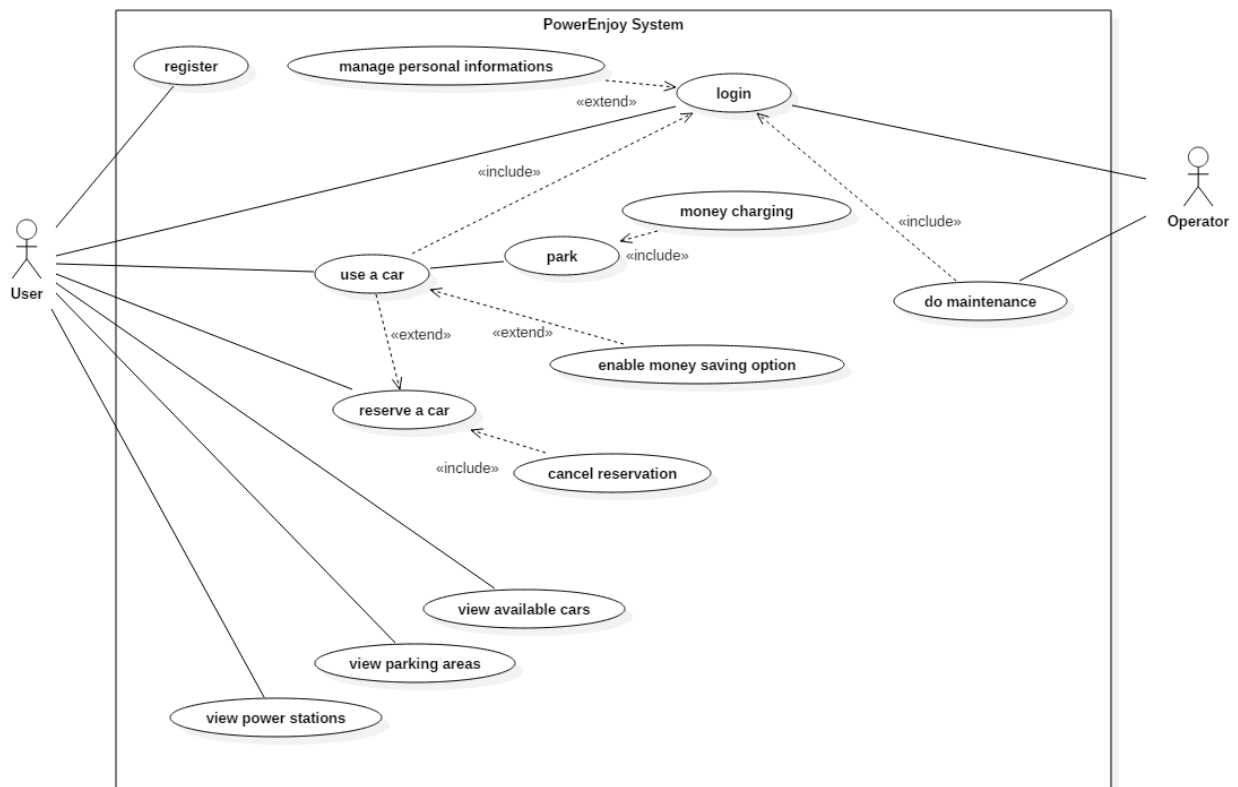 PowerEnjoy System
register
manage personal informations
login
«extend»
«include»
money charging
«include»
Operator
park
«include»
use a car
User
do maintenance
«extend»
«extend»
enable money saving option
reserve a car
«include»
cancel reservation
view available cars
view parking areas
view power stations